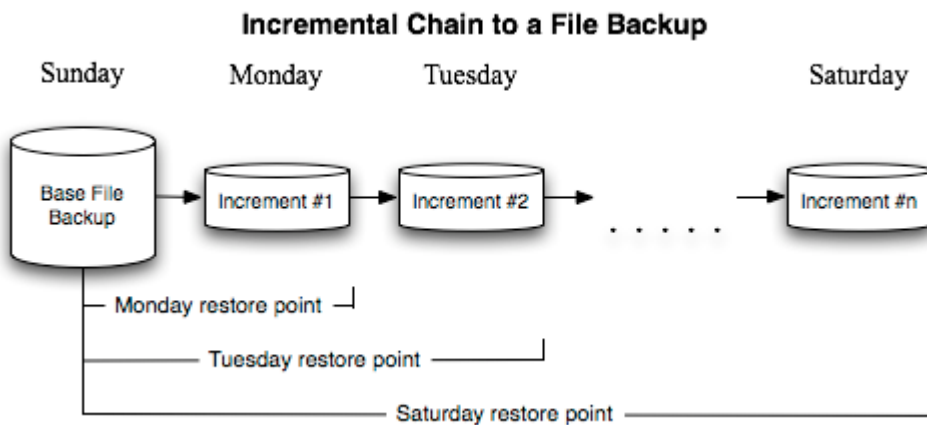 Incremental Chain to a File Backup
Sunday
Monday
Tuesday
Saturday
Base File
Backup
Increment #1
Increment #2
. . . . .
Increment #n
Monday restore point
Tuesday restore point
Saturday restore point